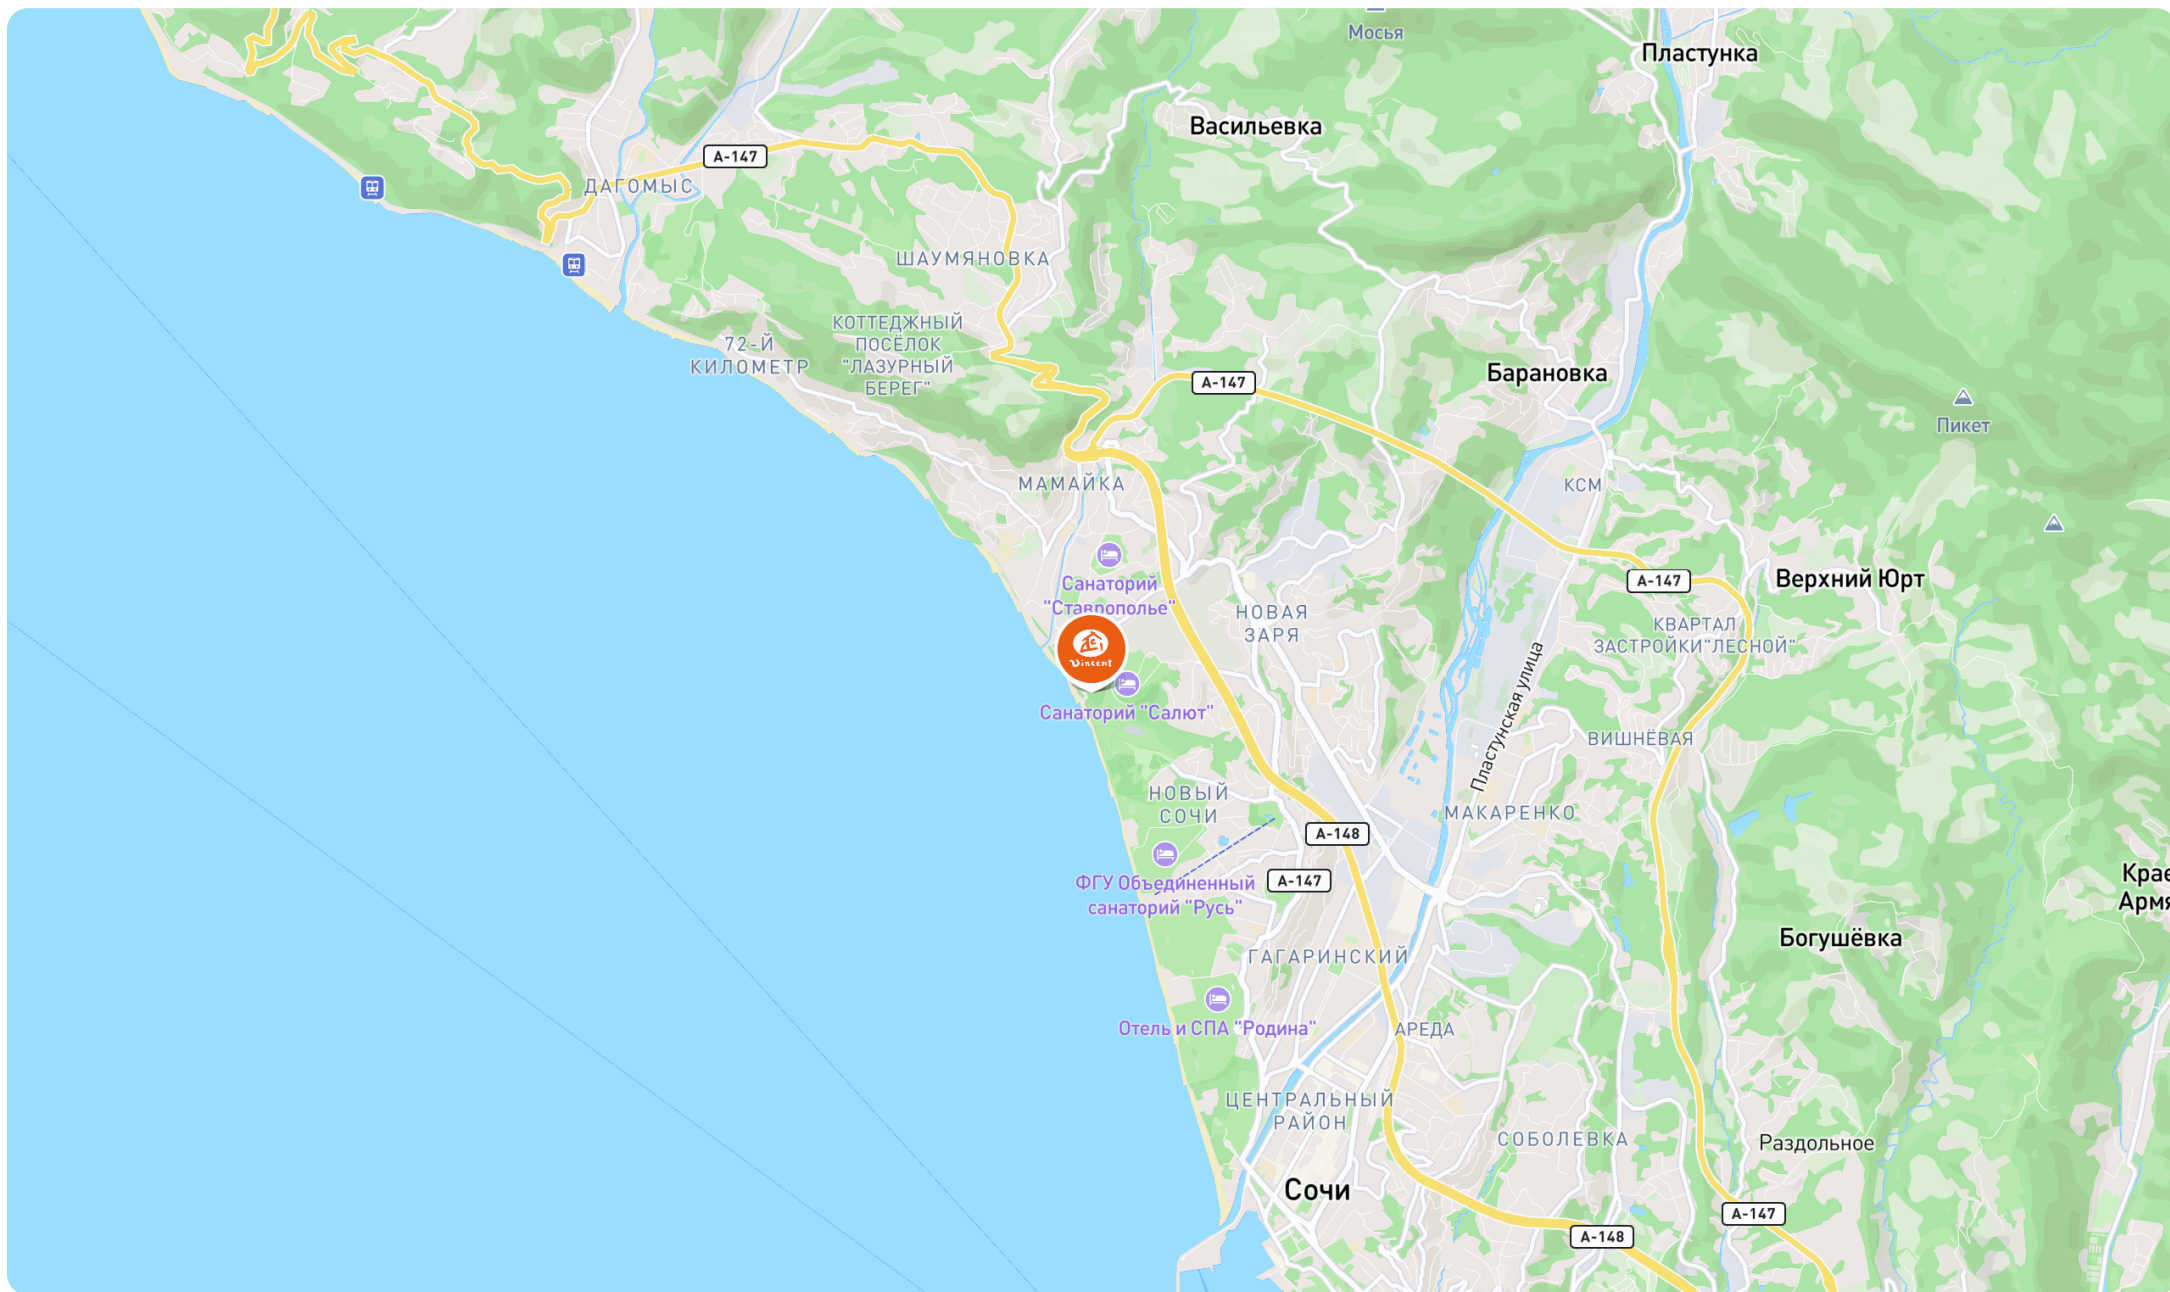 Мосья
Пластунка
Васильевка
А-147
ДАГОМЫС
ШАУМЯНОВКА
КОТТЕДЖНЫЙ
ПОСЁЛОК
"ЛАЗУРНЫЙ
БЕРЕГ"
72-Й
КИЛОМЕТР
А-147
Барановка
Пикет
МАМАЙКА
КСМ
Санаторий
"Ставрополье"
А-147
Верхний Юрт
НОВАЯ
ЗАРЯ
КВАРТАЛ
ЗАСТРОЙКИ"ЛЕСНОЙ"
Vincent
Пластунская улица
Санаторий "Салют"
ВИШНЁВАЯ
НОВЫЙ
СОЧИ
МАКАРЕНКО
А-148
А-147
ФГУ Объединенный
санаторий "Русь"
Крае
Армя
Богушёвка
ГАГАРИНСКИЙ
Отель и СПА "Родина"
АРЕДА
ЦЕНТРАЛЬНЫЙ
РАЙОН
СОБОЛЕВКА
Раздольное
Сочи
А-147
А-148